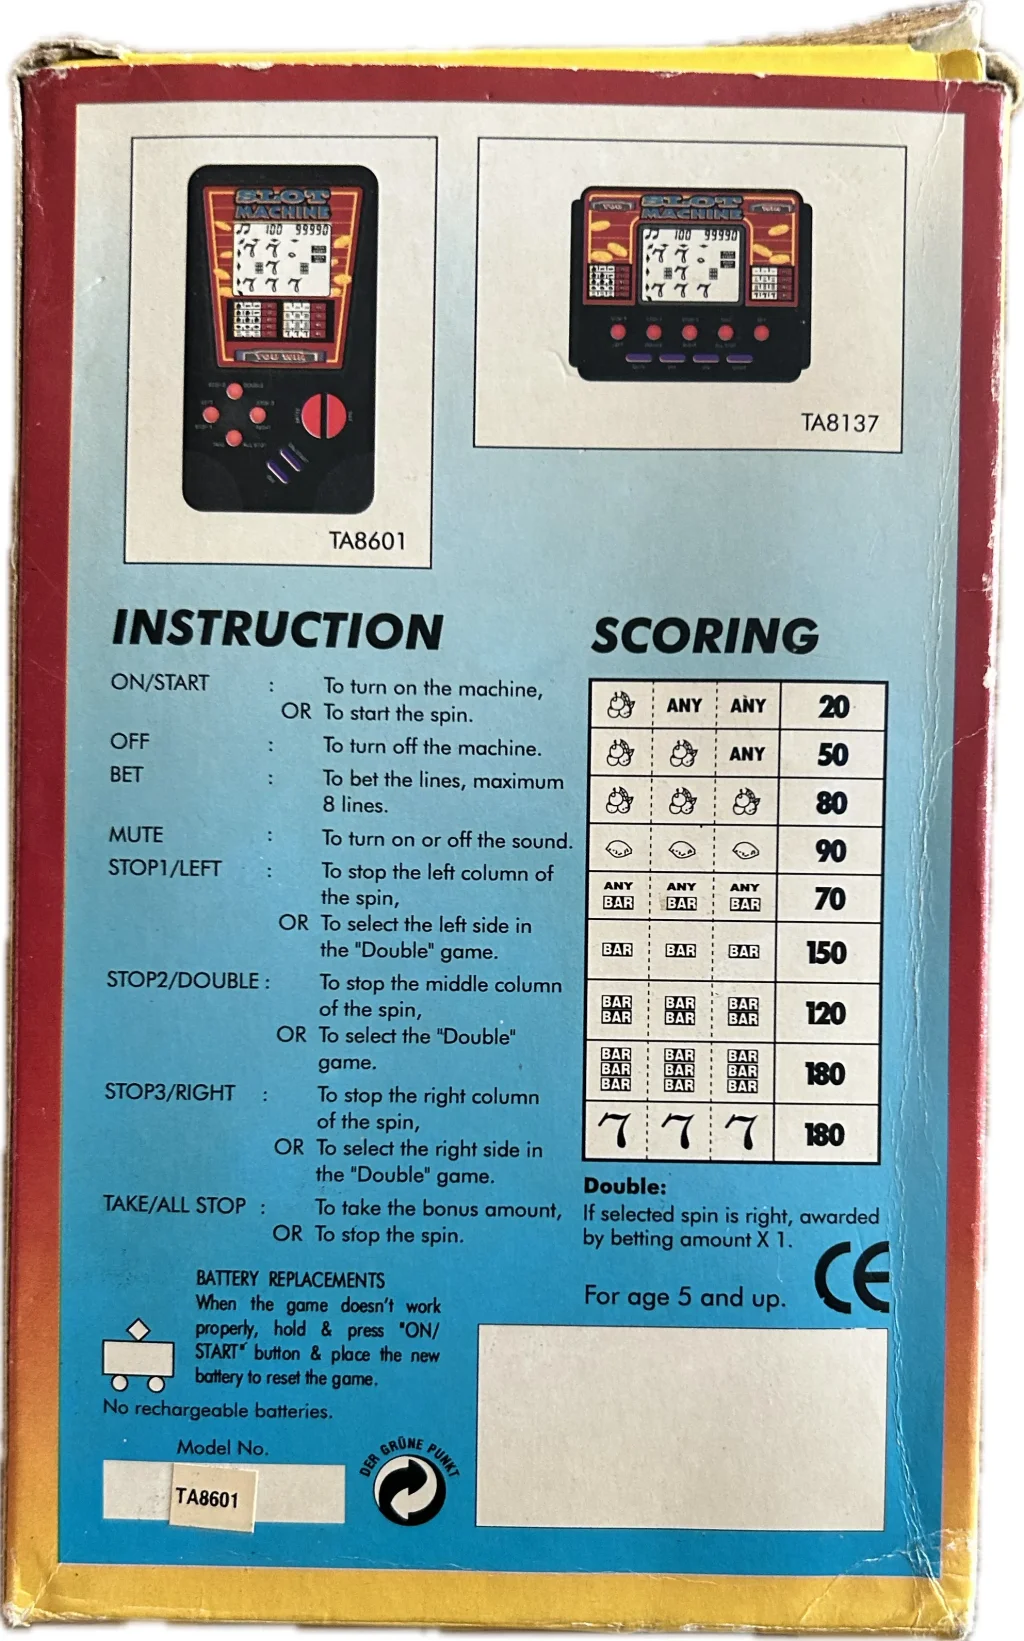 SLOT
MACHINE
100 99990
YOU WIN
TA8601
SLOT
MACHINE
YOU WIN
100 99990
TA8137
INSTRUCTION
ON/START : To turn on the machine,
OR To start the spin.
OFF : To turn off the machine.
BET : To bet the lines, maximum
8 lines.
MUTE : To turn on or off the sound.
STOP1/LEFT : To stop the left column of
the spin,
OR To select the left side in
the "Double" game.
STOP2/DOUBLE : To stop the middle column
of the spin,
OR To select the "Double"
game.
STOP3/RIGHT : To stop the right column
of the spin,
OR To select the right side in
the "Double" game.
TAKE/ALL STOP : To take the bonus amount,
OR To stop the spin.
BATTERY REPLACEMENTS
When the game doesn't work
properly, hold & press "ON/
START" button & place the new
battery to reset the game.
No rechargeable batteries.
Model No.
TA8601
DER GRÜNE PUNKT
SCORING
ANY ANY 20
ANY 50
80
90
ANY ANY ANY
BAR BAR BAR 70
BAR BAR BAR 150
BAR BAR BAR
BAR BAR BAR 120
BAR BAR BAR
BAR BAR BAR
BAR BAR BAR 180
7 7 7 180
Double:
If selected spin is right, awarded
by betting amount X 1.
For age 5 and up.
CE